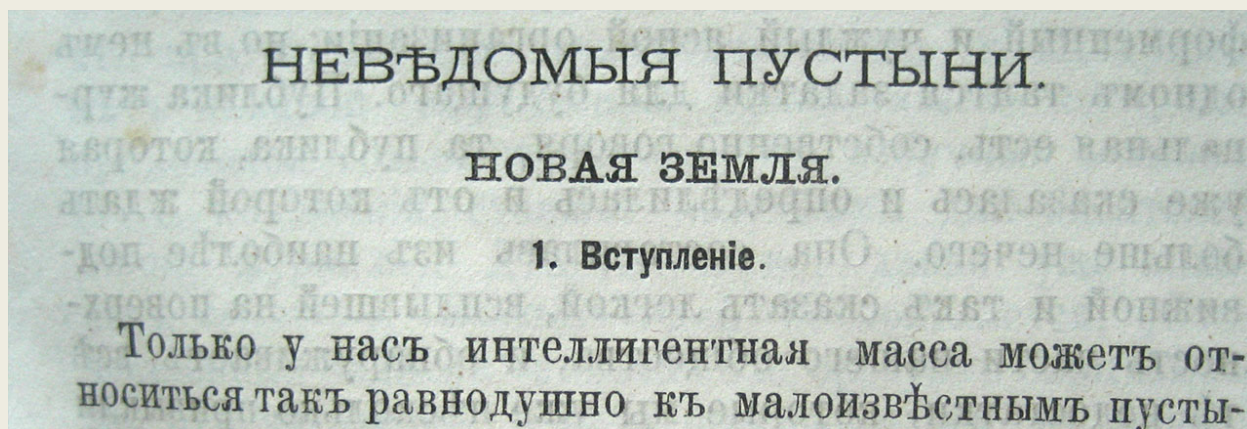 НЕВѢДОМЫЯ ПУСТЫНИ.
НОВАЯ ЗЕМЛЯ.
1. Вступленіе.
Только у насъ интеллигентная масса можетъ от-
носиться такъ равнодушно къ малоизвѣстнымъ пусты-